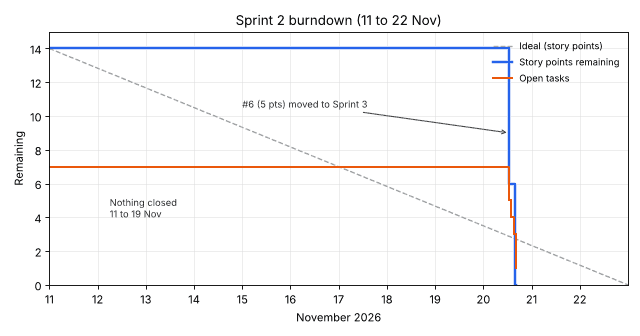 Sprint 2 burndown (11 to 22 Nov)
Ideal (story points)
Story points remaining
Open tasks
#6 (5 pts) moved to Sprint 3
Nothing closed
11 to 19 Nov
Remaining
14
12
10
8
6
4
2
0
11 12 13 14 15 16 17 18 19 20 21 22
November 2026